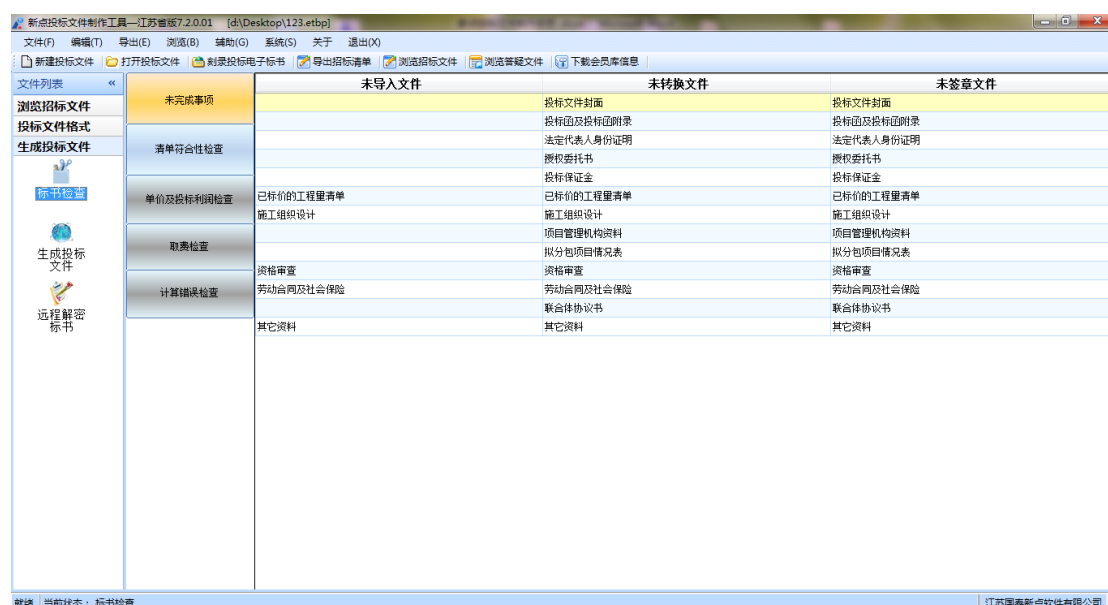 新点投标文件制作工具—江苏省版7.2.0.01 [d:\Desktop\123.etbp]
文件(F) 编辑(T) 导出(E) 浏览(B) 辅助(G) 系统(S) 关于 退出(X)
新建投标文件 打开投标文件 刻录投标电子标书 导出招标清单 浏览招标文件 浏览答疑文件 下载会员库信息
文件列表 «
浏览招标文件
投标文件格式
生成投标文件
标书检查
生成投标
文件
远程解密
标书
未完成事项
清单符合性检查
单价及投标利润检查
取费检查
计算错误检查
未导入文件 未转换文件 未签章文件
投标文件封面 投标文件封面
投标函及投标函附录 投标函及投标函附录
法定代表人身份证明 法定代表人身份证明
授权委托书 授权委托书
投标保证金 投标保证金
已标价的工程量清单 已标价的工程量清单 已标价的工程量清单
施工组织设计 施工组织设计 施工组织设计
项目管理机构资料 项目管理机构资料
拟分包项目情况表 拟分包项目情况表
资格审查 资格审查 资格审查
劳动合同及社会保险 劳动合同及社会保险 劳动合同及社会保险
联合体协议书 联合体协议书
其它资料 其它资料 其它资料
就绪 当前状态：标书检查 江苏国泰新点软件有限公司